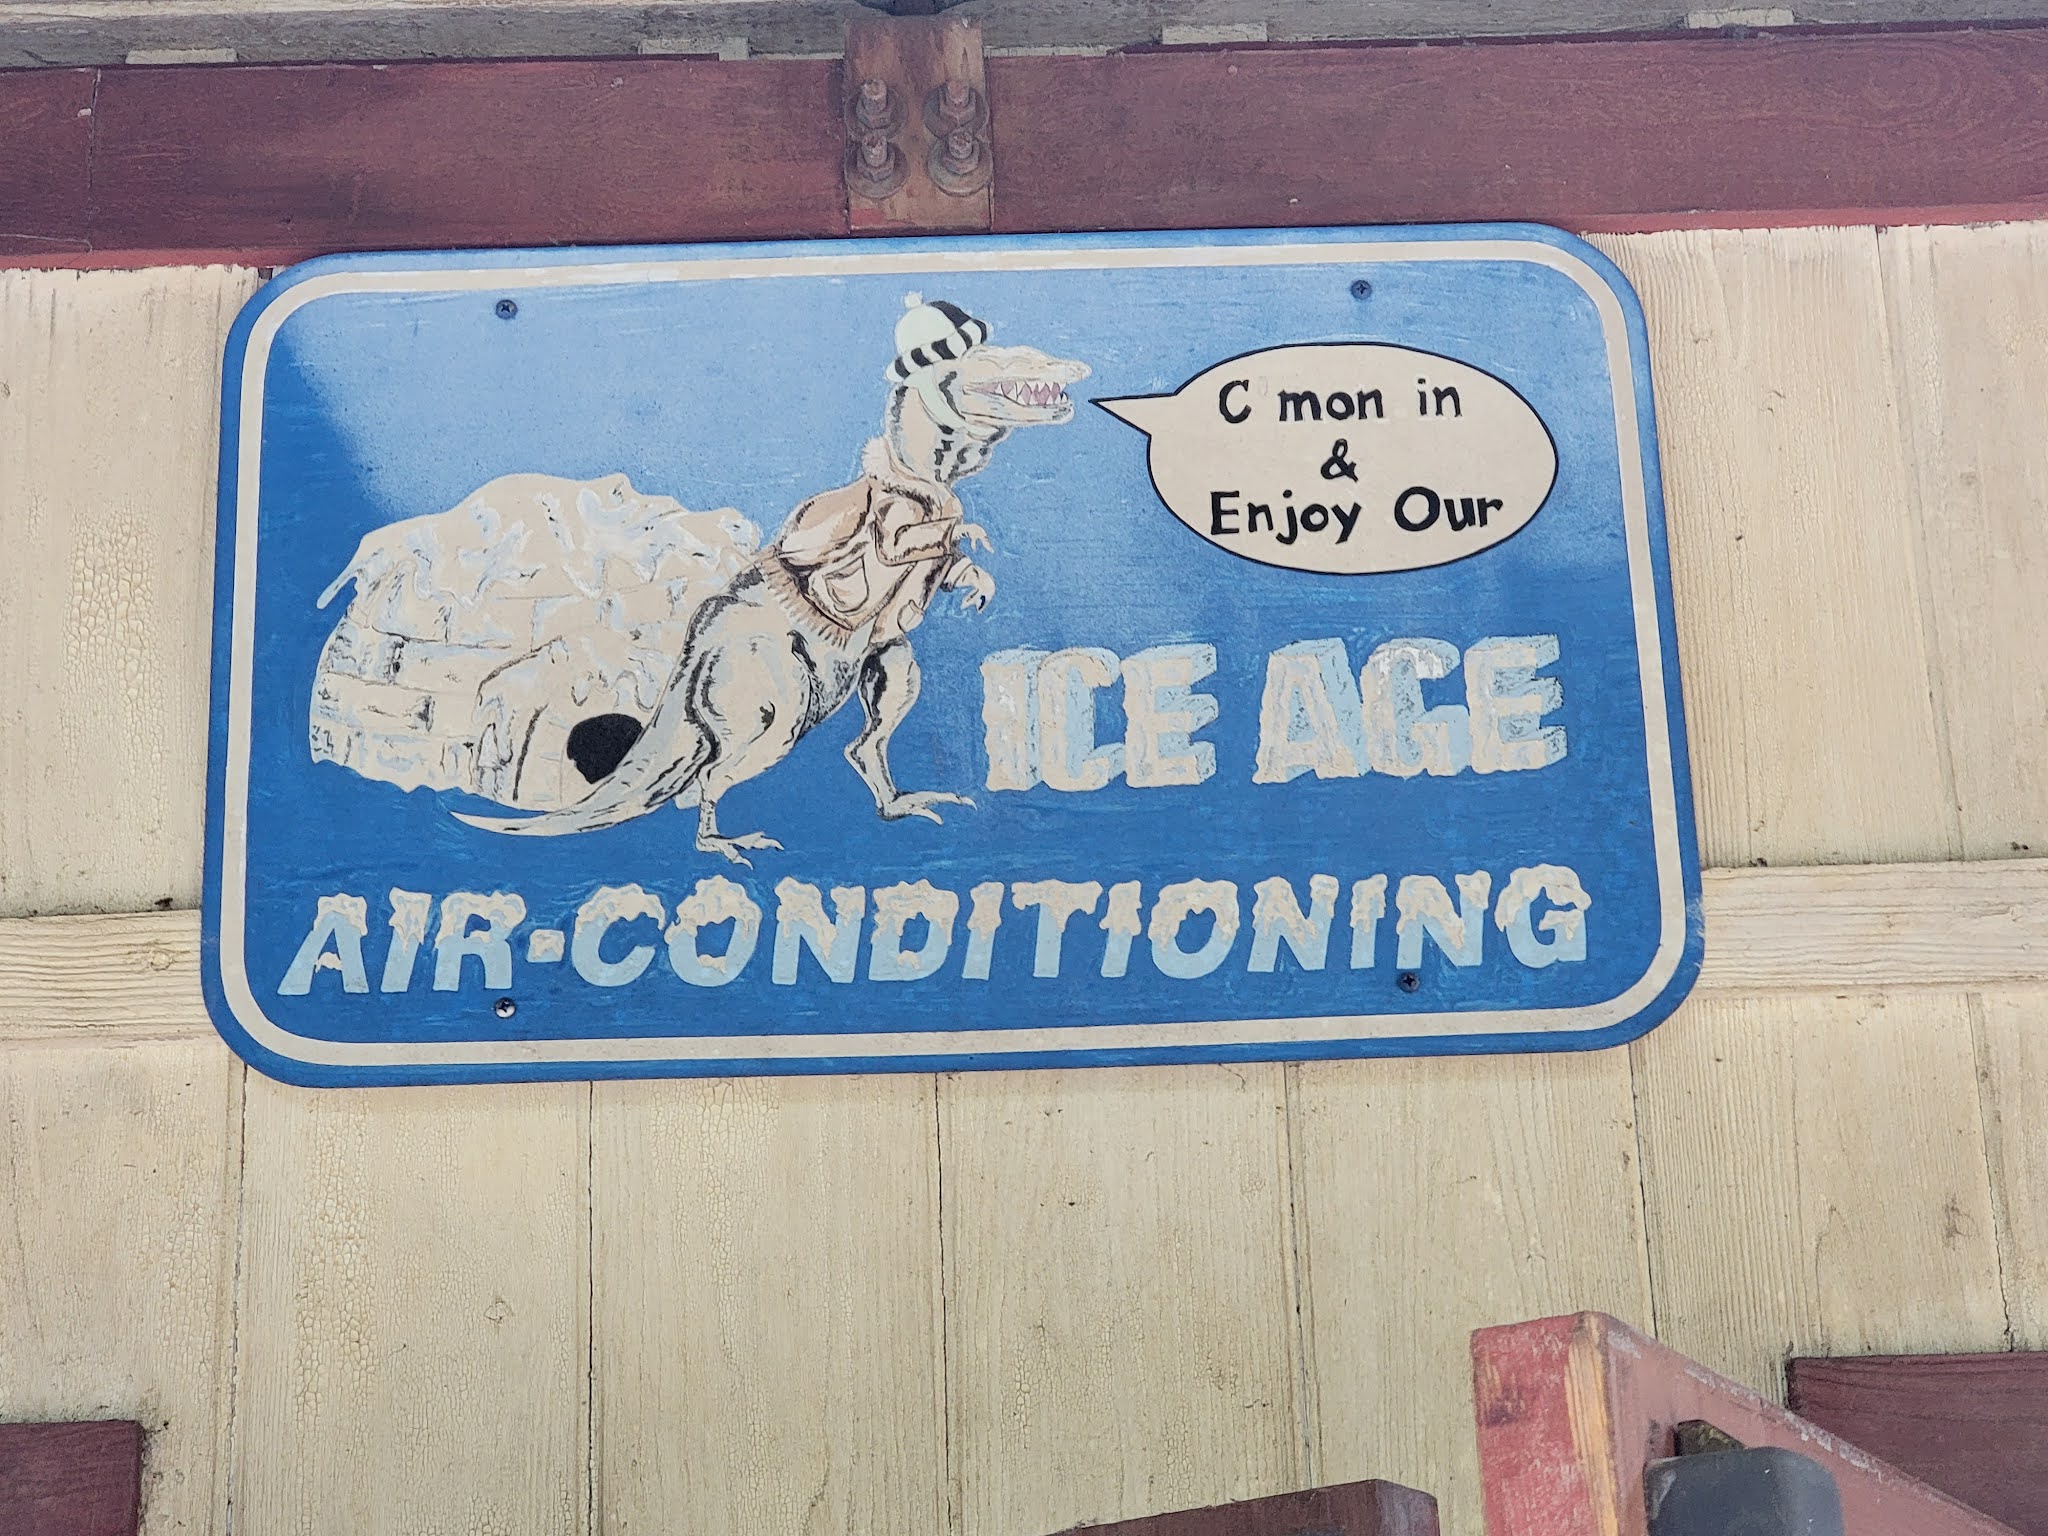 C'mon in
&
Enjoy Our
ICE AGE
AIR-CONDITIONING